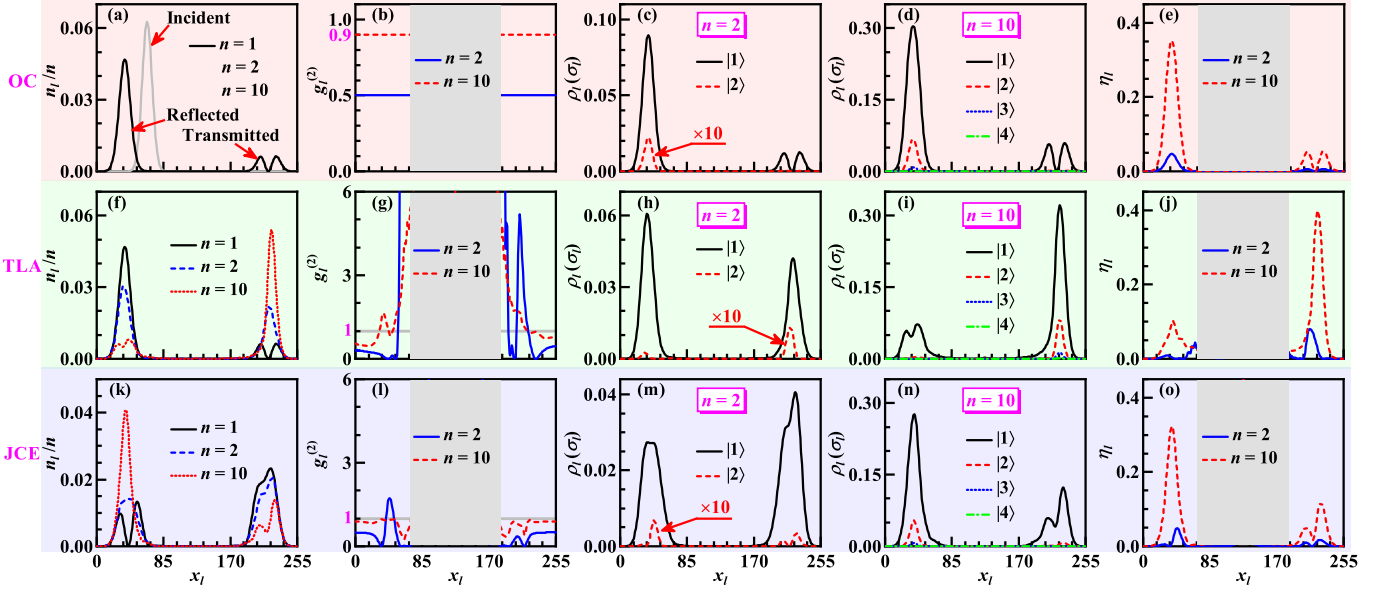 OC
(a)
Incident
Reflected
Transmitted
n = 1
n = 2
n = 10
n_l/n
0.06
0.03
0.00
(b)
g_l^(2)
1.0
0.9
0.5
0.0
n = 2
n = 10
(c)
n = 2
ρ_l(σ_l)
0.10
0.05
0.00
|1⟩
|2⟩
×10
(d)
n = 10
ρ_l(σ_l)
0.30
0.15
0.00
|1⟩
|2⟩
|3⟩
|4⟩
(e)
η_l
0.4
0.2
0.0
n = 2
n = 10
TLA
(f)
n_l/n
0.06
0.03
0.00
n = 1
n = 2
n = 10
(g)
g_l^(2)
6
3
1
0
n = 2
n = 10
(h)
n = 2
ρ_l(σ_l)
0.06
0.03
0.00
|1⟩
|2⟩
×10
(i)
n = 10
ρ_l(σ_l)
0.30
0.15
0.00
|1⟩
|2⟩
|3⟩
|4⟩
(j)
η_l
0.4
0.2
0.0
n = 2
n = 10
JCE
(k)
n_l/n
0.04
0.02
0.00
n = 1
n = 2
n = 10
0 85 170 255
x_l
(l)
g_l^(2)
6
3
1
0
n = 2
n = 10
0 85 170 255
x_l
(m)
n = 2
ρ_l(σ_l)
0.04
0.02
0.00
|1⟩
|2⟩
×10
0 85 170 255
x_l
(n)
n = 10
ρ_l(σ_l)
0.30
0.15
0.00
|1⟩
|2⟩
|3⟩
|4⟩
0 85 170 255
x_l
(o)
η_l
0.4
0.2
0.0
n = 2
n = 10
0 85 170 255
x_l